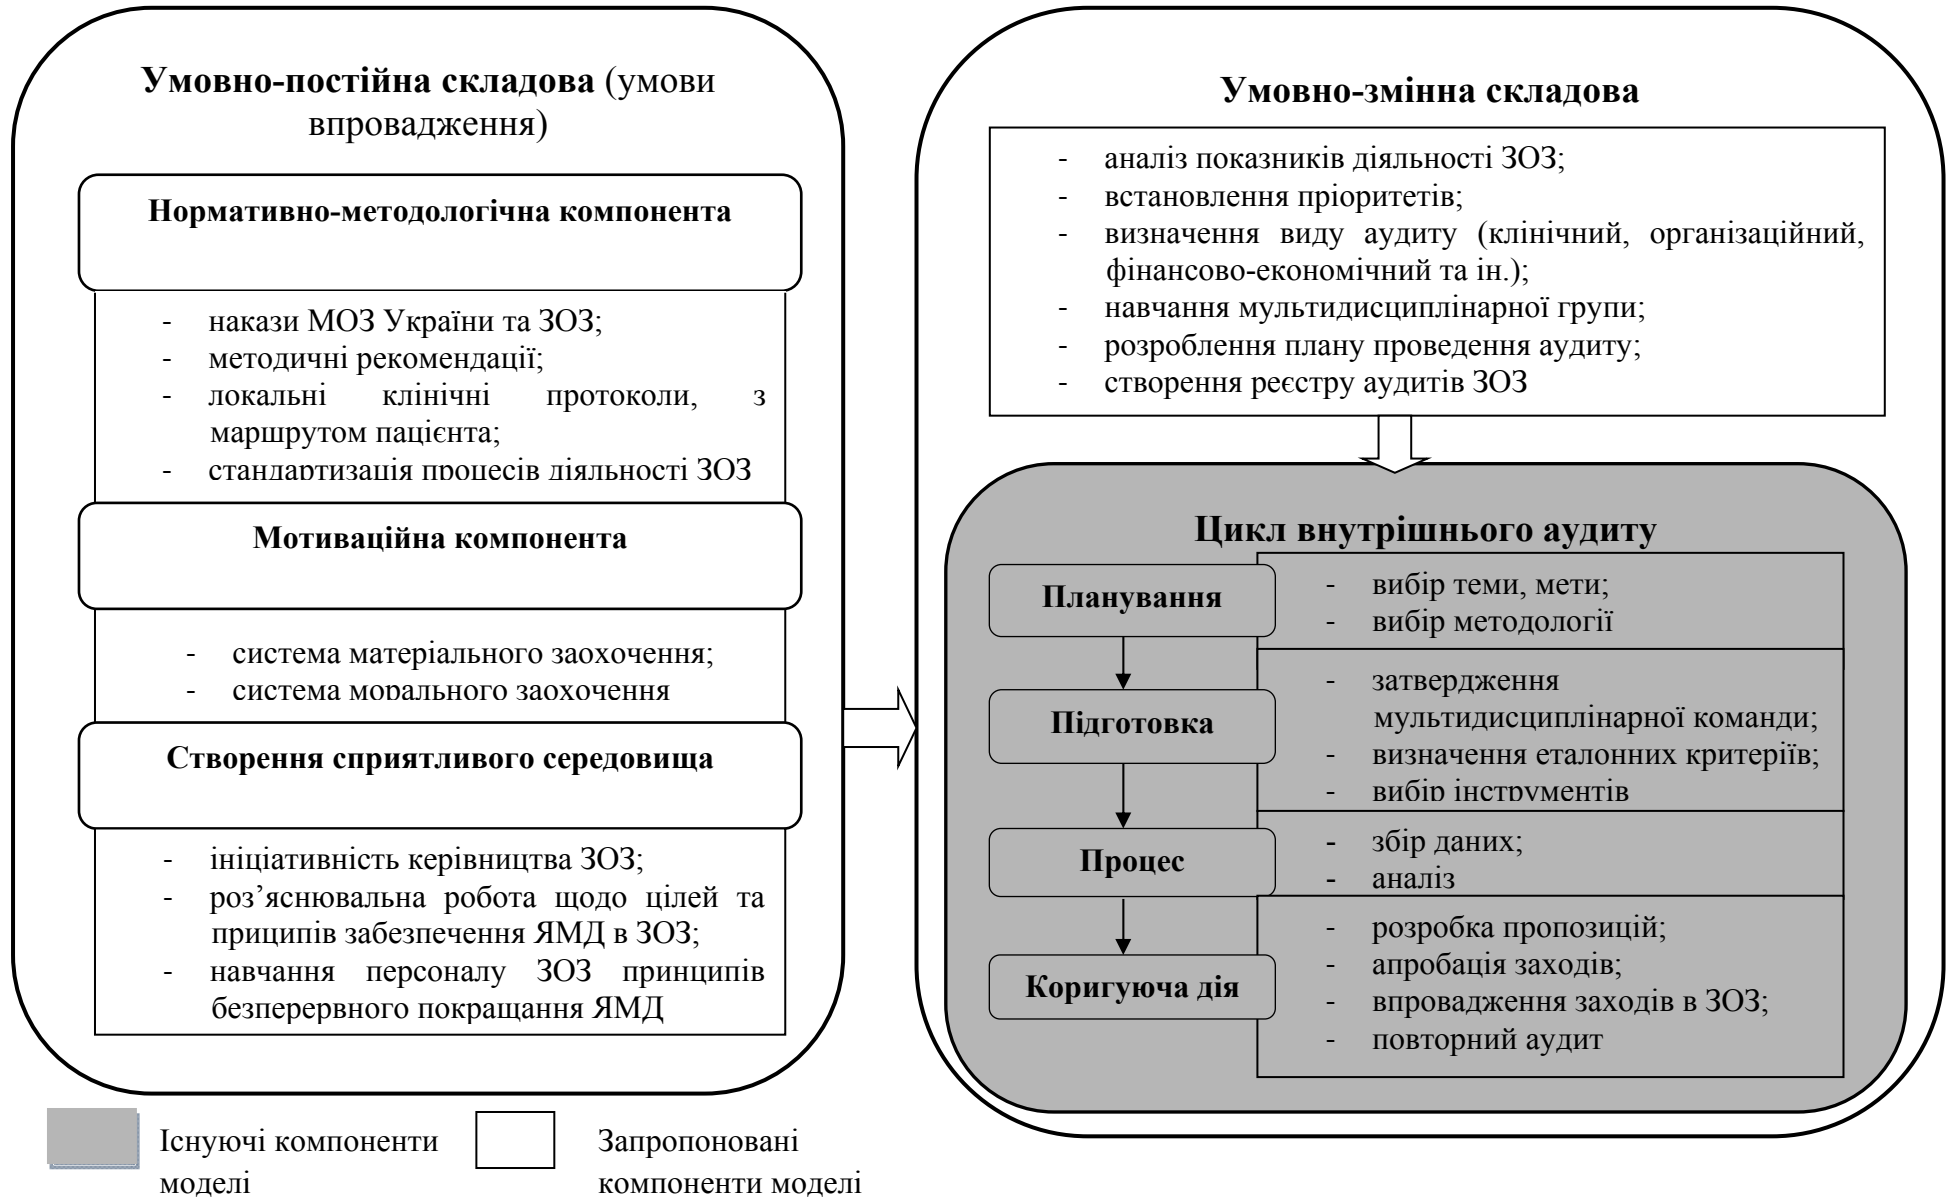 Умовно-постійна складова (умови
впровадження)
Нормативно-методологічна компонента
- накази МОЗ України та ЗОЗ;
- методичні рекомендації;
- локальні клінічні протоколи, з
маршрутом пацієнта;
- стандартизація процесів діяльності ЗОЗ
Мотиваційна компонента
- система матеріального заохочення;
- система морального заохочення
Створення сприятливого середовища
- ініціативність керівництва ЗОЗ;
- роз’яснювальна робота щодо цілей та
приципів забезпечення ЯМД в ЗОЗ;
- навчання персоналу ЗОЗ принципів
безперервного покращання ЯМД
Умовно-змінна складова
- аналіз показників діяльності ЗОЗ;
- встановлення пріоритетів;
- визначення виду аудиту (клінічний, організаційний,
фінансово-економічний та ін.);
- навчання мультидисциплінарної групи;
- розроблення плану проведення аудиту;
- створення реєстру аудитів ЗОЗ
Цикл внутрішнього аудиту
Планування
- вибір теми, мети;
- вибір методології
Підготовка
- затвердження
мультидисциплінарної команди;
- визначення еталонних критеріїв;
- вибір інструментів
Процес
- збір даних;
- аналіз
Коригуюча дія
- розробка пропозицій;
- апробація заходів;
- впровадження заходів в ЗОЗ;
- повторний аудит
Існуючі компоненти
моделі
Запропоновані
компоненти моделі